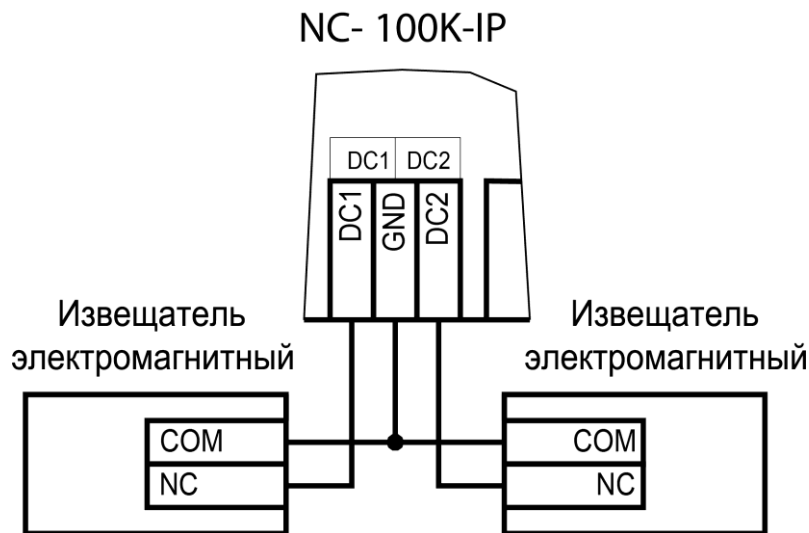 NC- 100K-IP
DC1 DC2
DC1 GND DC2
Извещатель
электромагнитный
COM
NC
Извещатель
электромагнитный
COM
NC